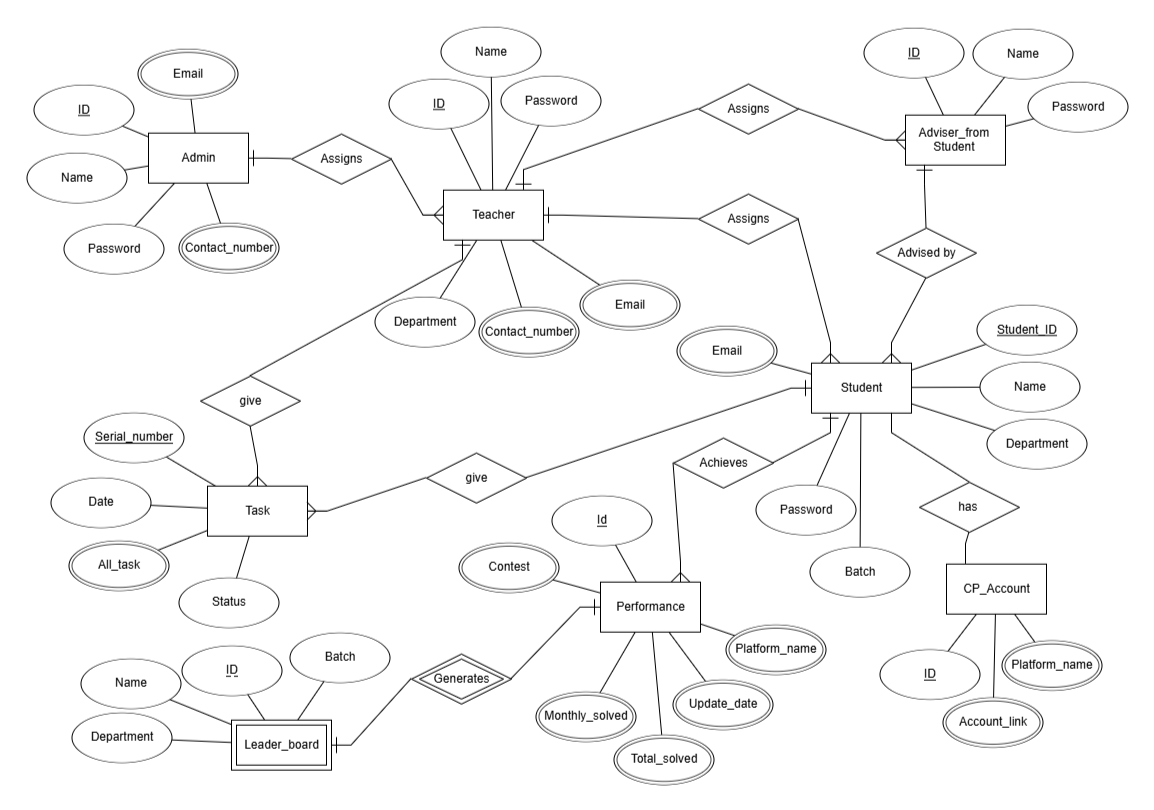 Name
ID
Name
Email
ID
Password
Password
ID
Assigns
Adviser_from
Student
Admin
Assigns
Name
Teacher
Assigns
Password
Contact_number
Advised by
Email
Department
Contact_number
Student_ID
Email
Name
Student
give
Serial_number
Department
Achieves
give
Date
Task
Password
has
Id
All_task
Contest
Batch
CP_Account
Status
Performance
Platform_name
Batch
ID
Platform_name
Name
Generates
ID
Update_date
Monthly_solved
Account_link
Department
Leader_board
Total_solved